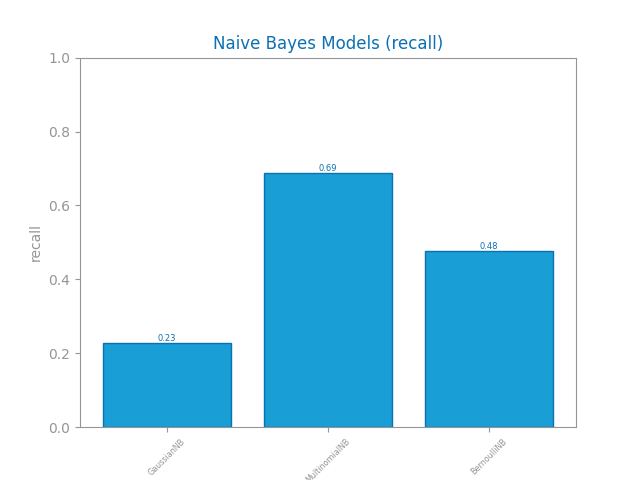 Naive Bayes Models (recall)
1.0
0.8
0.6
0.4
0.2
0.0
recall
0.23
0.69
0.48
GaussianNB
MultinomialNB
BernoulliNB